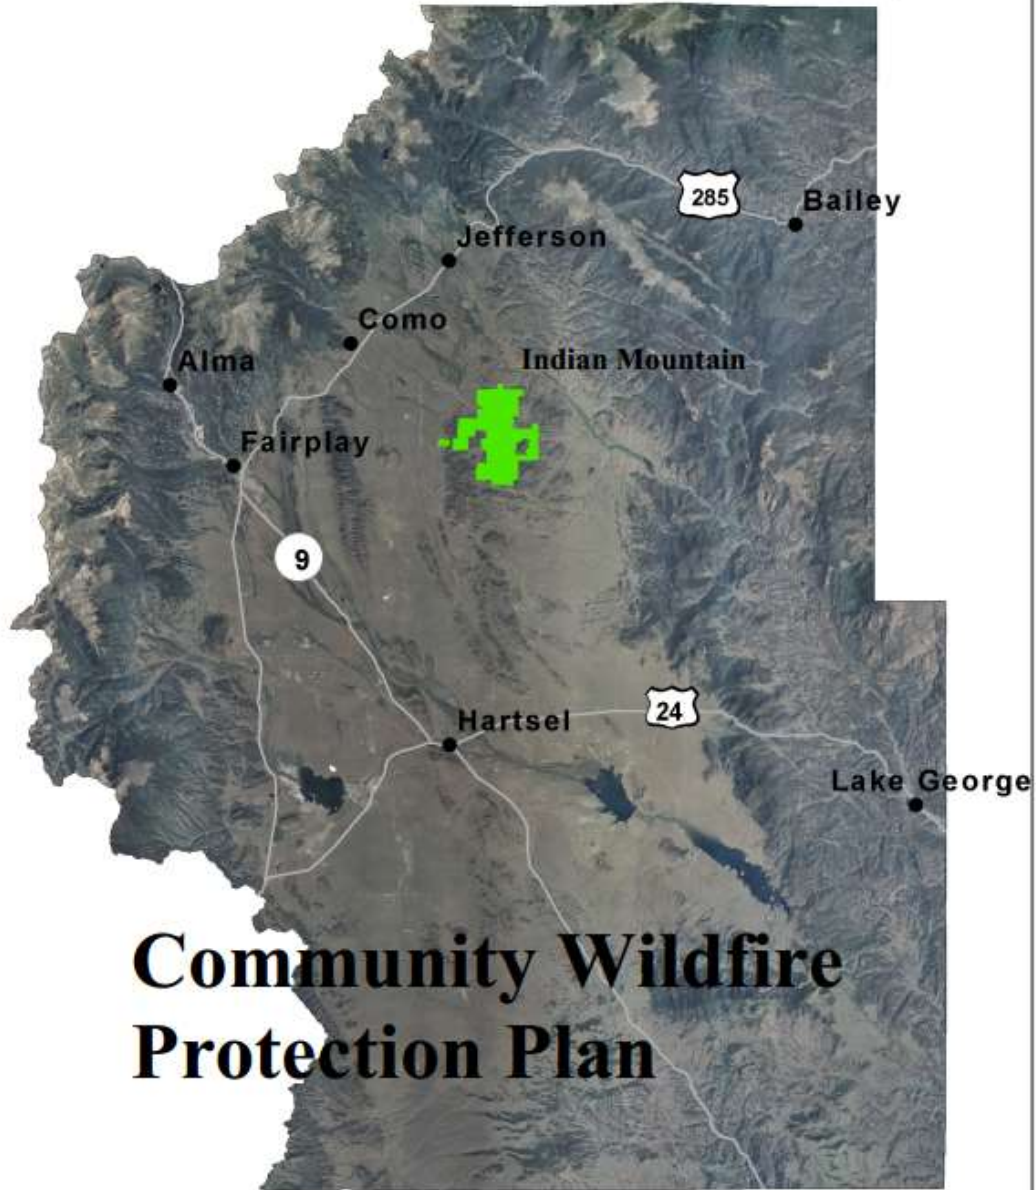 285
Bailey
Jefferson
Como
Indian Mountain
Alma
Fairplay
9
Hartsel
24
Lake George
Community Wildfire
Protection Plan